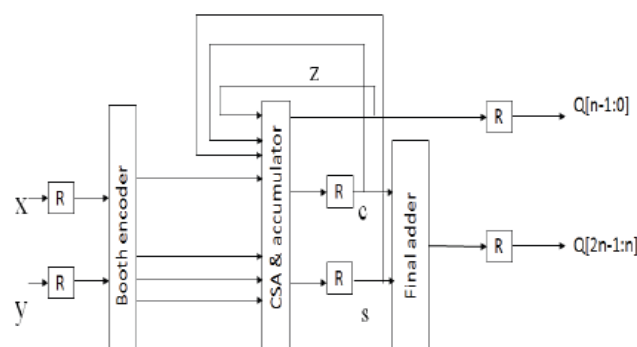 Z
R
Q[n-1:0]
X
R
Booth encoder
CSA & accumulator
R
c
Final adder
R
Q[2n-1:n]
y
R
R
s